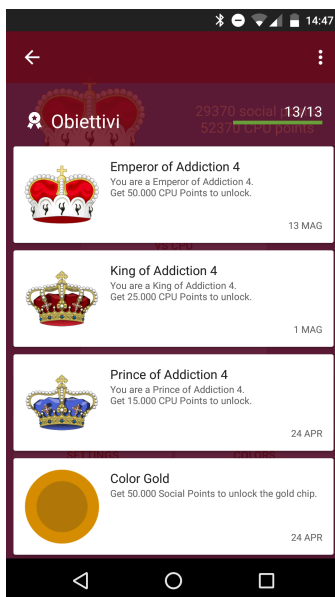 14:47
29370 social p
13/13
Obiettivi
52370 CPU points
Emperor of Addiction 4
You are a Emperor of Addiction 4.
Get 50.000 CPU Points to unlock.
13 MAG
VS CPU
King of Addiction 4
You are a King of Addiction 4.
Get 25.000 CPU Points to unlock.
1 MAG
Prince of Addiction 4
You are a Prince of Addiction 4.
Get 15.000 CPU Points to unlock.
24 APR
SETTINGS COLORS
Color Gold
Get 50.000 Social Points to unlock the gold chip.
24 APR